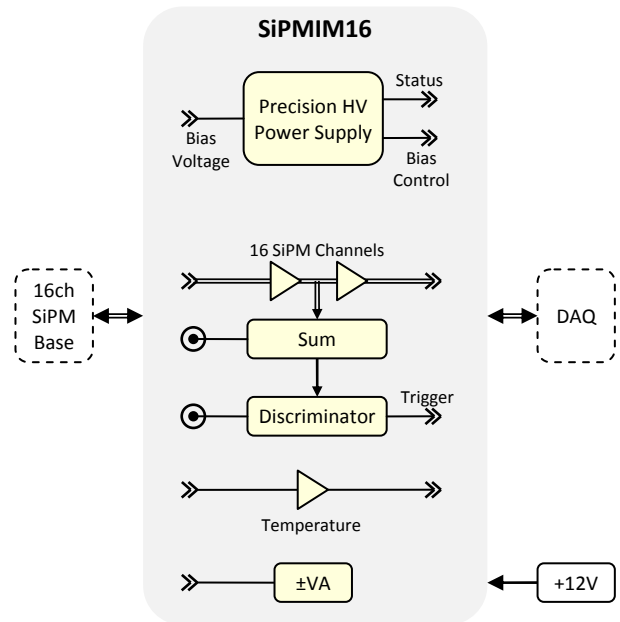 SiPMIM16
Status
Precision HV
Power Supply
Bias
Voltage
Bias
Control
16 SiPM Channels
16ch
SiPM
Base
DAQ
Sum
Trigger
Discriminator
Temperature
±VA
+12V